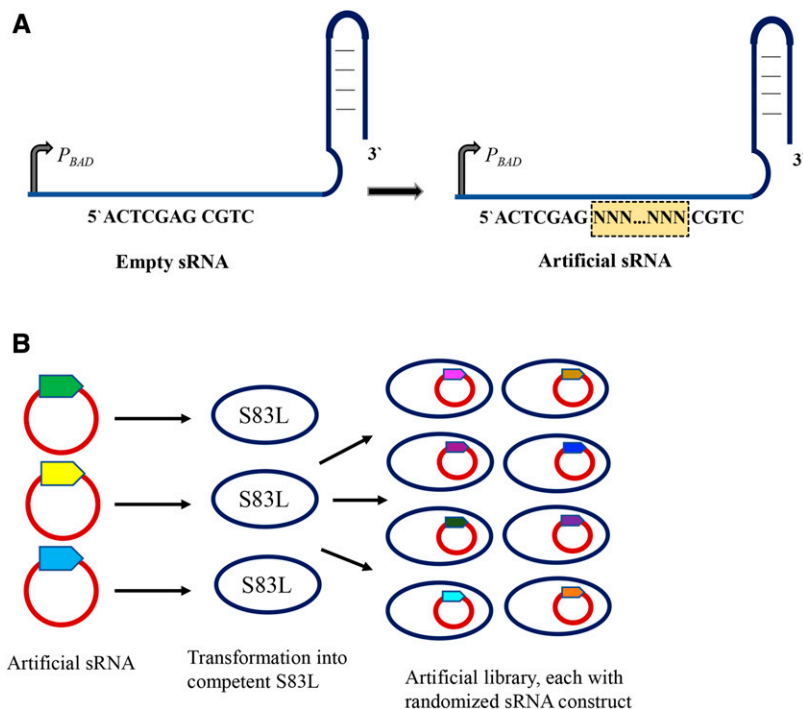 A
P_BAD
3`
5`ACTCGAG CGTC
Empty sRNA
P_BAD
3`
5`ACTCGAG NNN...NNN CGTC
Artificial sRNA
B
S83L
S83L
S83L
Artificial sRNA
Transformation into
competent S83L
Artificial library, each with
randomized sRNA construct